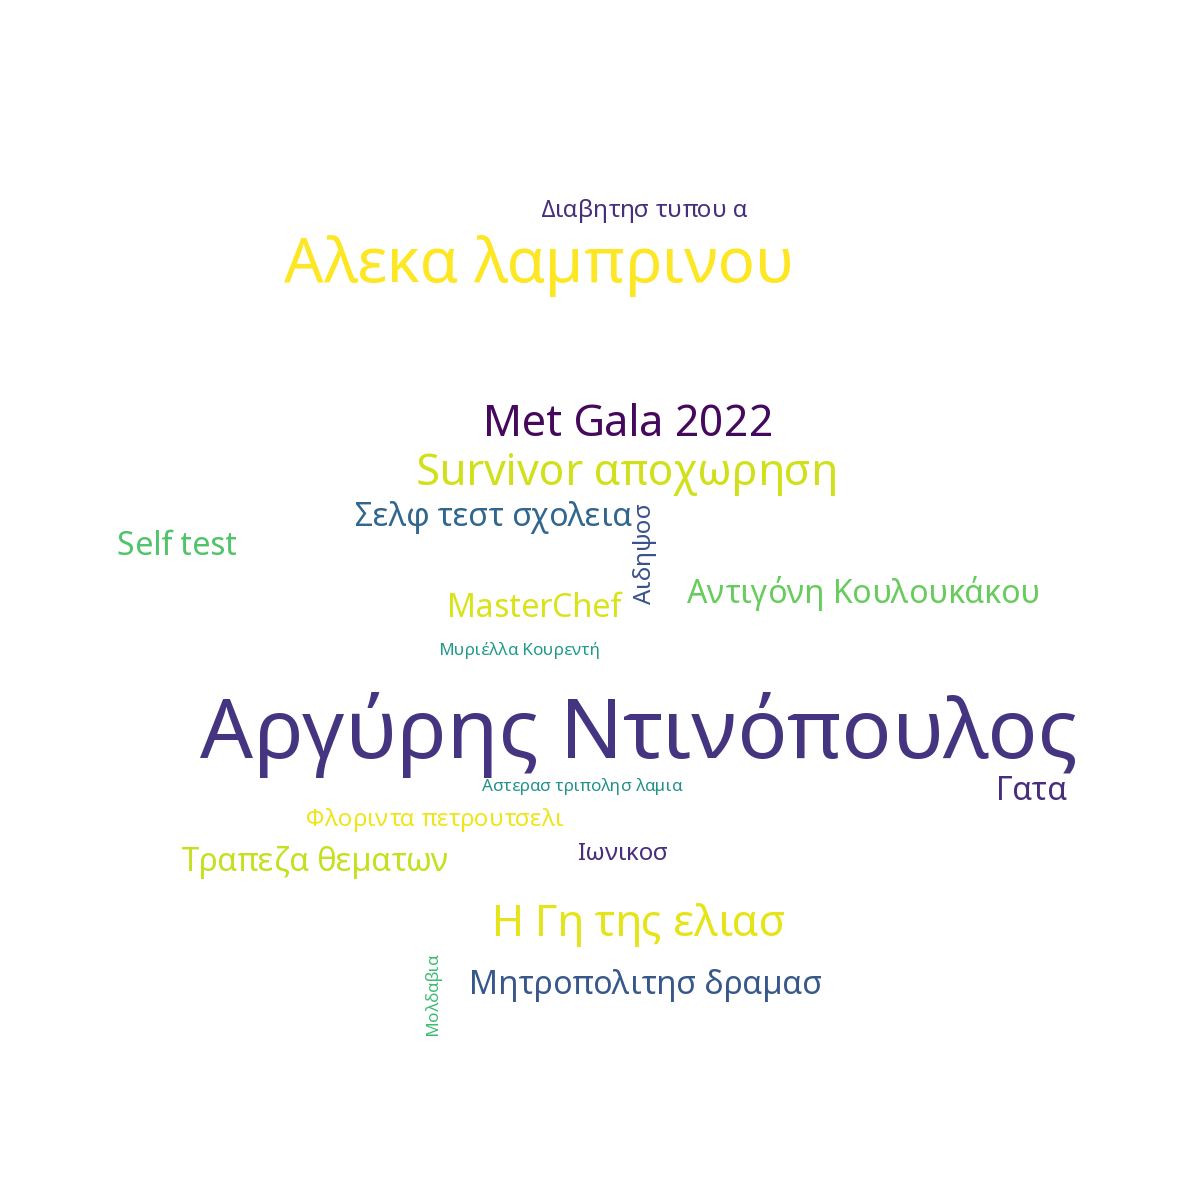 Διαβητησ τυπου α
Αλεκα λαμπρινου
Met Gala 2022
Survivor αποχωρηση
Σελφ τεστ σχολεια
Αιδηψοσ
Self test
Αντιγόνη Κουλουκάκου
MasterChef
Μυριέλλα Κουρεντή
Αργύρης Ντινόπουλος
Αστερασ τριπολησ λαμια
Γατα
Φλοριντα πετρουτσελι
Ιωνικοσ
Τραπεζα θεματων
Η Γη της ελιασ
Μητροπολιτησ δραμασ
Μολδαβια